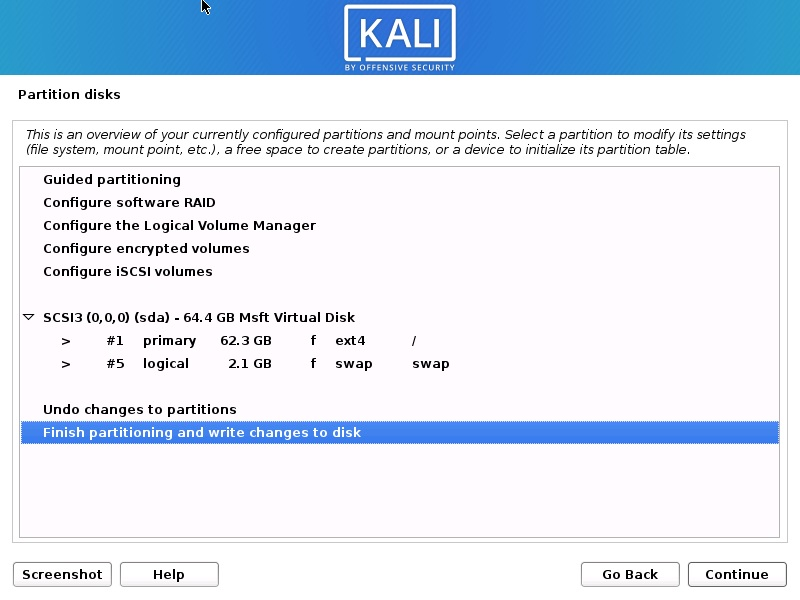 KALI
BY OFFENSIVE SECURITY
Partition disks
This is an overview of your currently configured partitions and mount points. Select a partition to modify its settings
(file system, mount point, etc.), a free space to create partitions, or a device to initialize its partition table.
Guided partitioning
Configure software RAID
Configure the Logical Volume Manager
Configure encrypted volumes
Configure iSCSI volumes
SCSI3 (0,0,0) (sda) - 64.4 GB Msft Virtual Disk
> #1 primary 62.3 GB f ext4 /
> #5 logical 2.1 GB f swap swap
Undo changes to partitions
Finish partitioning and write changes to disk
Screenshot Help Go Back Continue